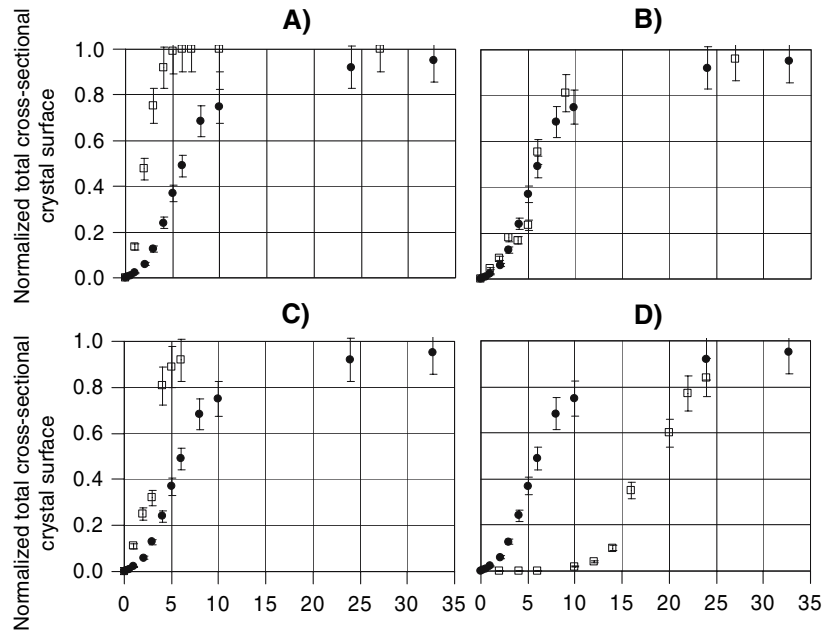 A)
B)
Normalized total cross-sectional
crystal surface
1.0
0.8
0.6
0.4
0.2
0.0
C)
D)
Normalized total cross-sectional
crystal surface
1.0
0.8
0.6
0.4
0.2
0.0
0 5 10 15 20 25 30 35
0 5 10 15 20 25 30 35